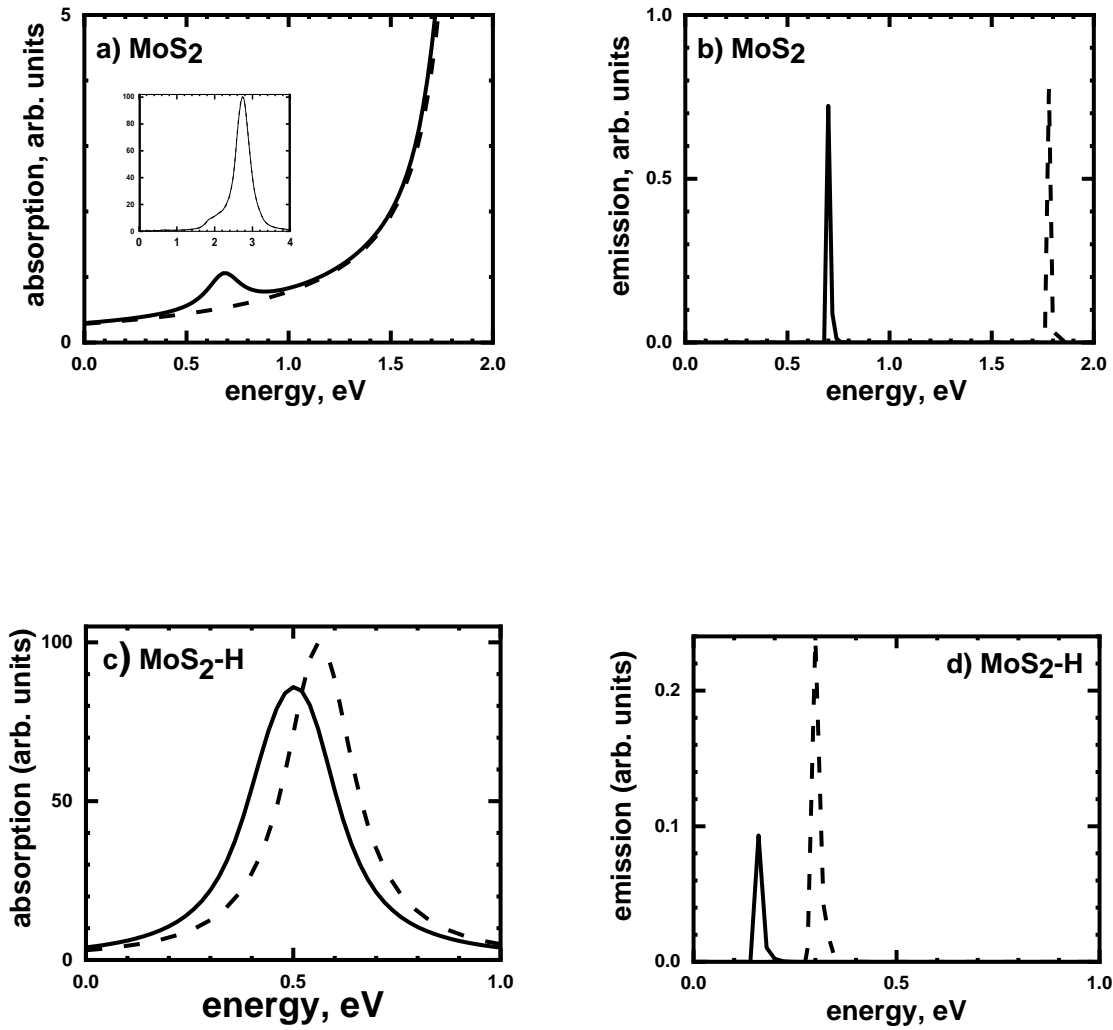 a) MoS2
absorption, arb. units
5
0
0.0 0.5 1.0 1.5 2.0
energy, eV
100
80
60
40
20
0
0 1 2 3 4
b) MoS2
emission, arb. units
1.0
0.5
0.0
0.0 0.5 1.0 1.5 2.0
energy, eV
c) MoS2-H
absorption (arb. units)
100
50
0
0.0 0.5 1.0
energy, eV
d) MoS2-H
emission (arb. units)
0.2
0.1
0.0
0.0 0.5 1.0
energy, eV